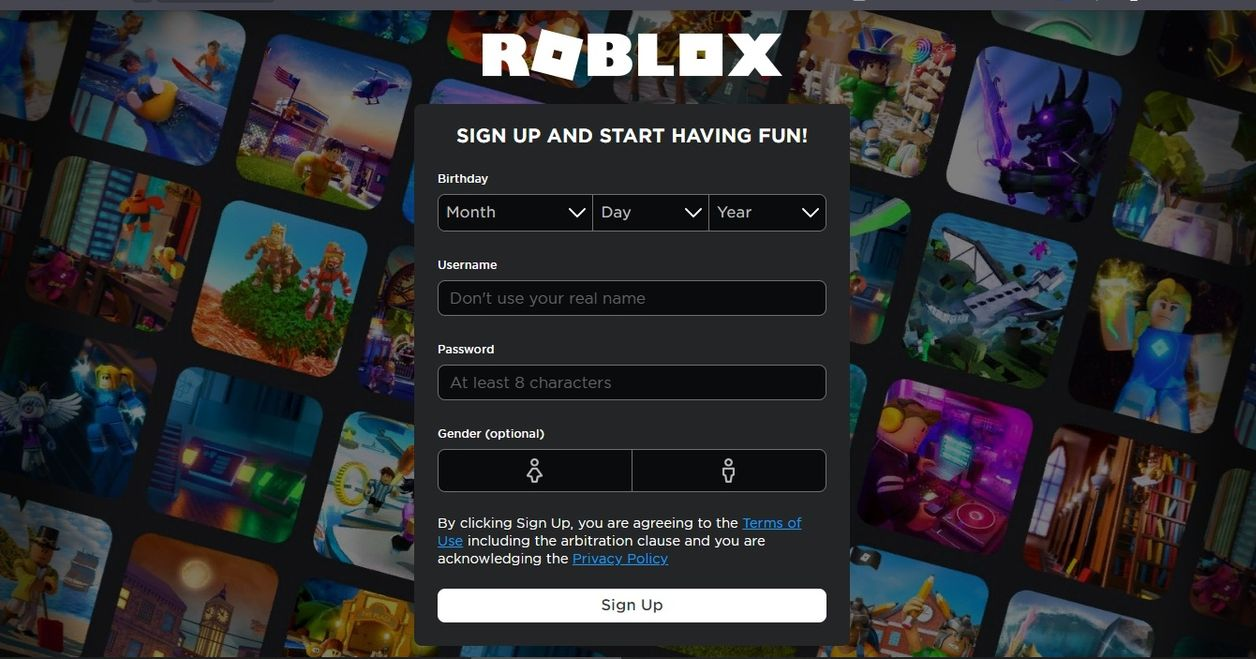 ROBLOX
SIGN UP AND START HAVING FUN!
Birthday
Month Day Year
Username
Don't use your real name
Password
At least 8 characters
Gender (optional)
By clicking Sign Up, you are agreeing to the Terms of
Use including the arbitration clause and you are
acknowledging the Privacy Policy
Sign Up